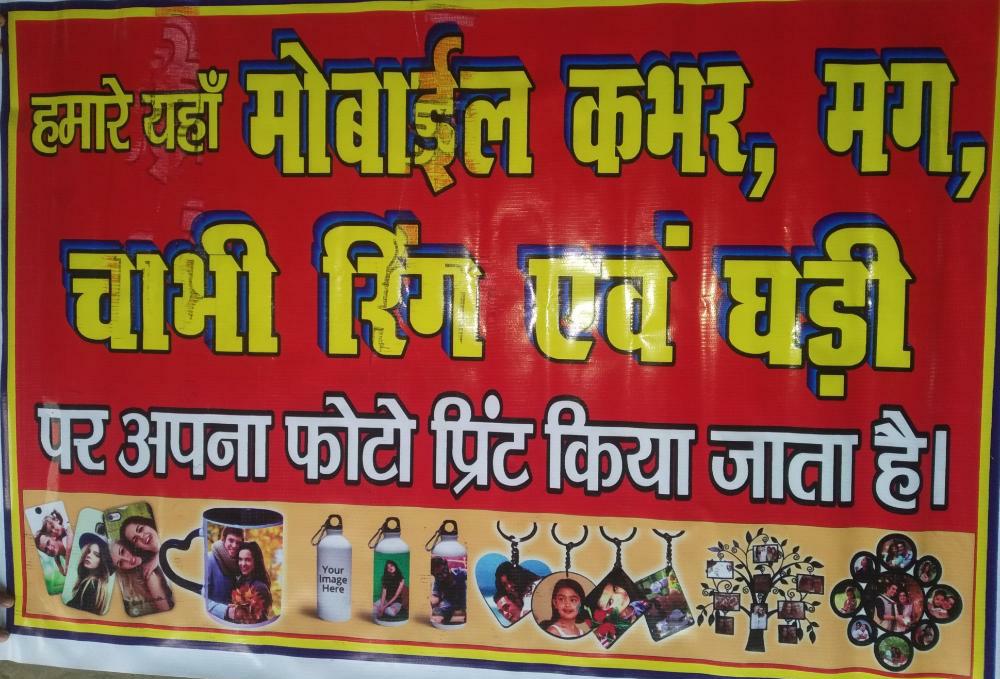 हमारे यहाँ मोबाईल कभर, मग,
चाभी रिंग एवं घड़ी
पर अपना फोटो प्रिंट किया जाता है।
Your
Image
Here